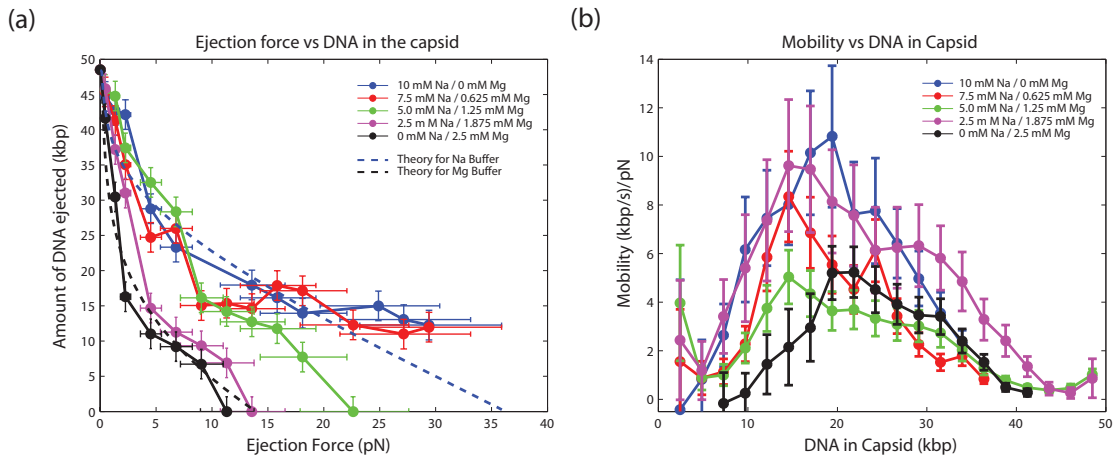 (a)
Ejection force vs DNA in the capsid
Amount of DNA ejected (kbp)
50
45
40
35
30
25
20
15
10
5
0
10 mM Na / 0 mM Mg
7.5 mM Na / 0.625 mM Mg
5.0 mM Na / 1.25 mM Mg
2.5 mM Na / 1.875 mM Mg
0 mM Na / 2.5 mM Mg
Theory for Na Buffer
Theory for Mg Buffer
0 5 10 15 20 25 30 35 40
Ejection Force (pN)
(b)
Mobility vs DNA in Capsid
Mobility (kbp/s)/pN
14
12
10
8
6
4
2
0
10 mM Na / 0 mM Mg
7.5 mM Na / 0.625 mM Mg
5.0 mM Na / 1.25 mM Mg
2.5 m M Na / 1.875 mM Mg
0 mM Na / 2.5 mM Mg
0 10 20 30 40 50
DNA in Capsid (kbp)